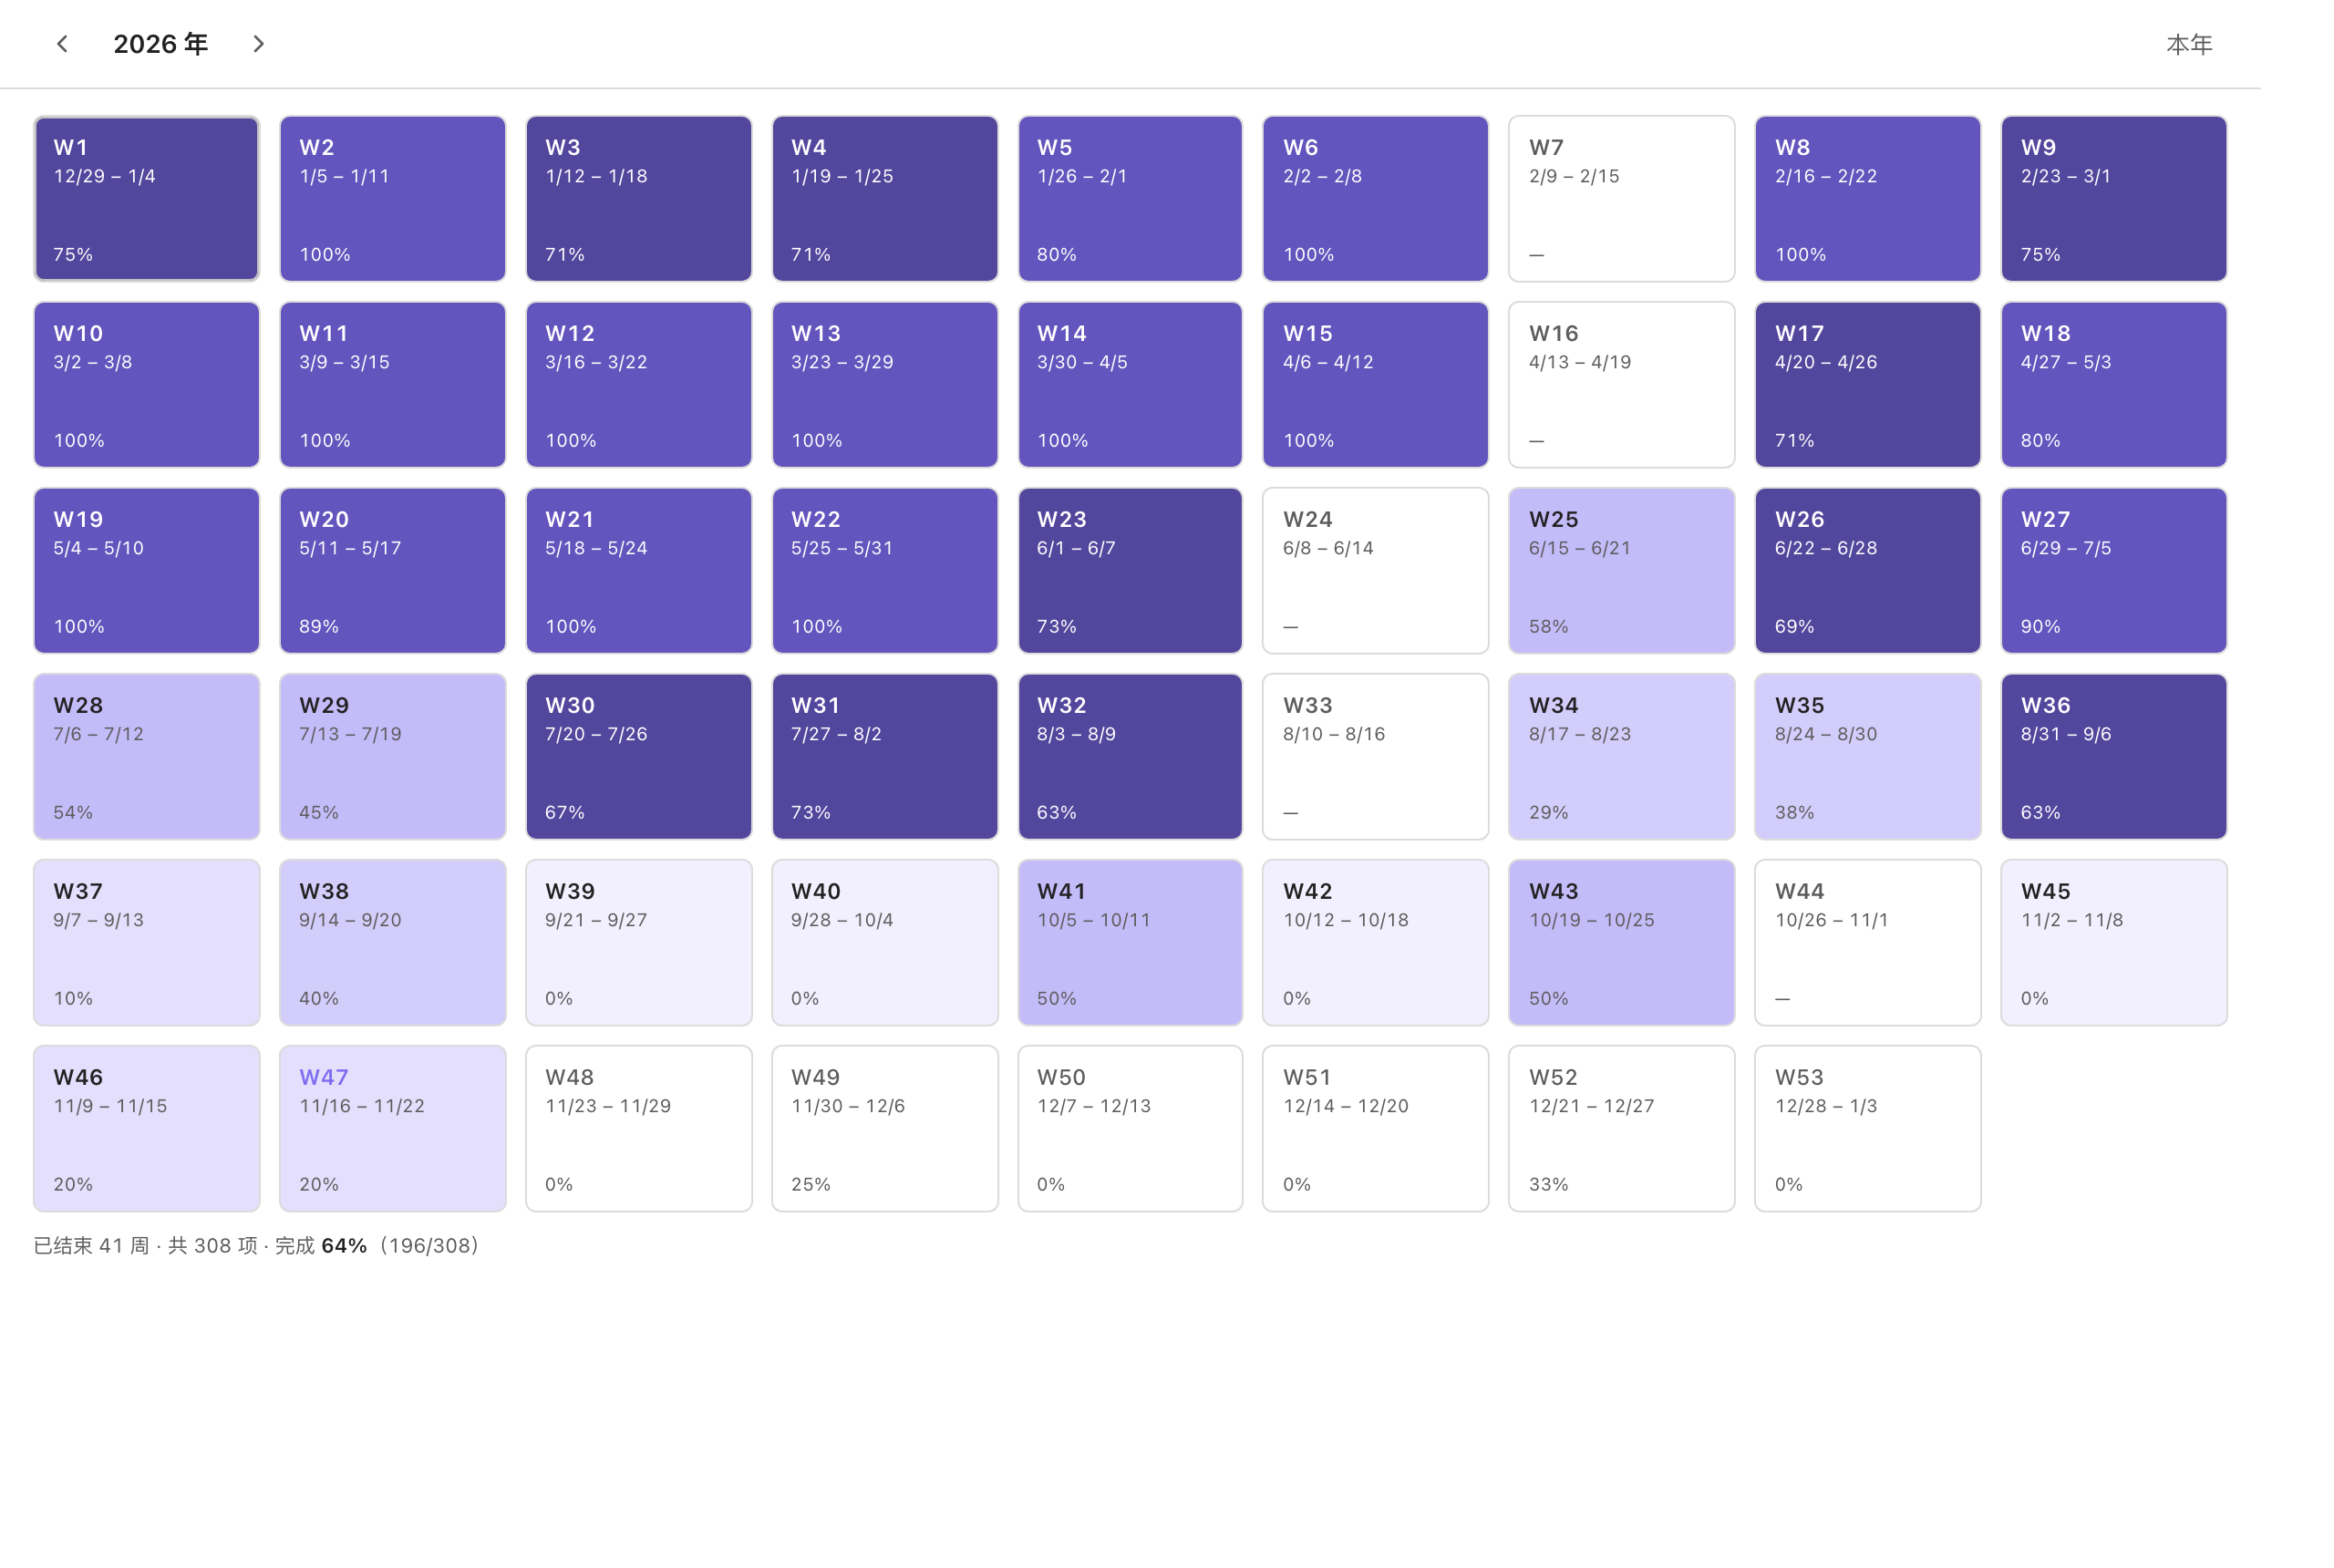 2026 年
本年
W1
12/29 – 1/4
75%
W2
1/5 – 1/11
100%
W3
1/12 – 1/18
71%
W4
1/19 – 1/25
71%
W5
1/26 – 2/1
80%
W6
2/2 – 2/8
100%
W7
2/9 – 2/15
—
W8
2/16 – 2/22
100%
W9
2/23 – 3/1
75%
W10
3/2 – 3/8
100%
W11
3/9 – 3/15
100%
W12
3/16 – 3/22
100%
W13
3/23 – 3/29
100%
W14
3/30 – 4/5
100%
W15
4/6 – 4/12
100%
W16
4/13 – 4/19
—
W17
4/20 – 4/26
71%
W18
4/27 – 5/3
80%
W19
5/4 – 5/10
100%
W20
5/11 – 5/17
89%
W21
5/18 – 5/24
100%
W22
5/25 – 5/31
100%
W23
6/1 – 6/7
73%
W24
6/8 – 6/14
—
W25
6/15 – 6/21
58%
W26
6/22 – 6/28
69%
W27
6/29 – 7/5
90%
W28
7/6 – 7/12
54%
W29
7/13 – 7/19
45%
W30
7/20 – 7/26
67%
W31
7/27 – 8/2
73%
W32
8/3 – 8/9
63%
W33
8/10 – 8/16
—
W34
8/17 – 8/23
29%
W35
8/24 – 8/30
38%
W36
8/31 – 9/6
63%
W37
9/7 – 9/13
10%
W38
9/14 – 9/20
40%
W39
9/21 – 9/27
0%
W40
9/28 – 10/4
0%
W41
10/5 – 10/11
50%
W42
10/12 – 10/18
0%
W43
10/19 – 10/25
50%
W44
10/26 – 11/1
—
W45
11/2 – 11/8
0%
W46
11/9 – 11/15
20%
W47
11/16 – 11/22
20%
W48
11/23 – 11/29
0%
W49
11/30 – 12/6
25%
W50
12/7 – 12/13
0%
W51
12/14 – 12/20
0%
W52
12/21 – 12/27
33%
W53
12/28 – 1/3
0%
已结束 41 周 · 共 308 项 · 完成 64%（196/308）